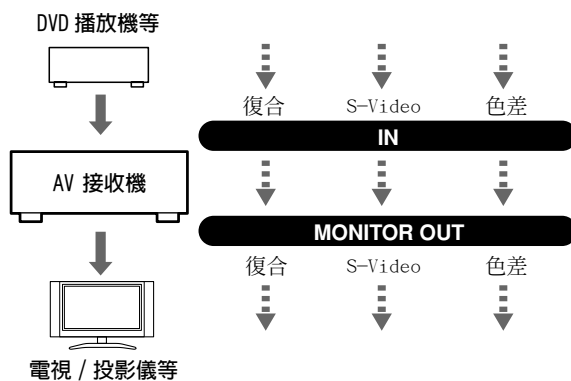 DVD 播放機等
復合 S-Video 色差
IN
AV 接收機
MONITOR OUT
復合 S-Video 色差
電視 / 投影儀等